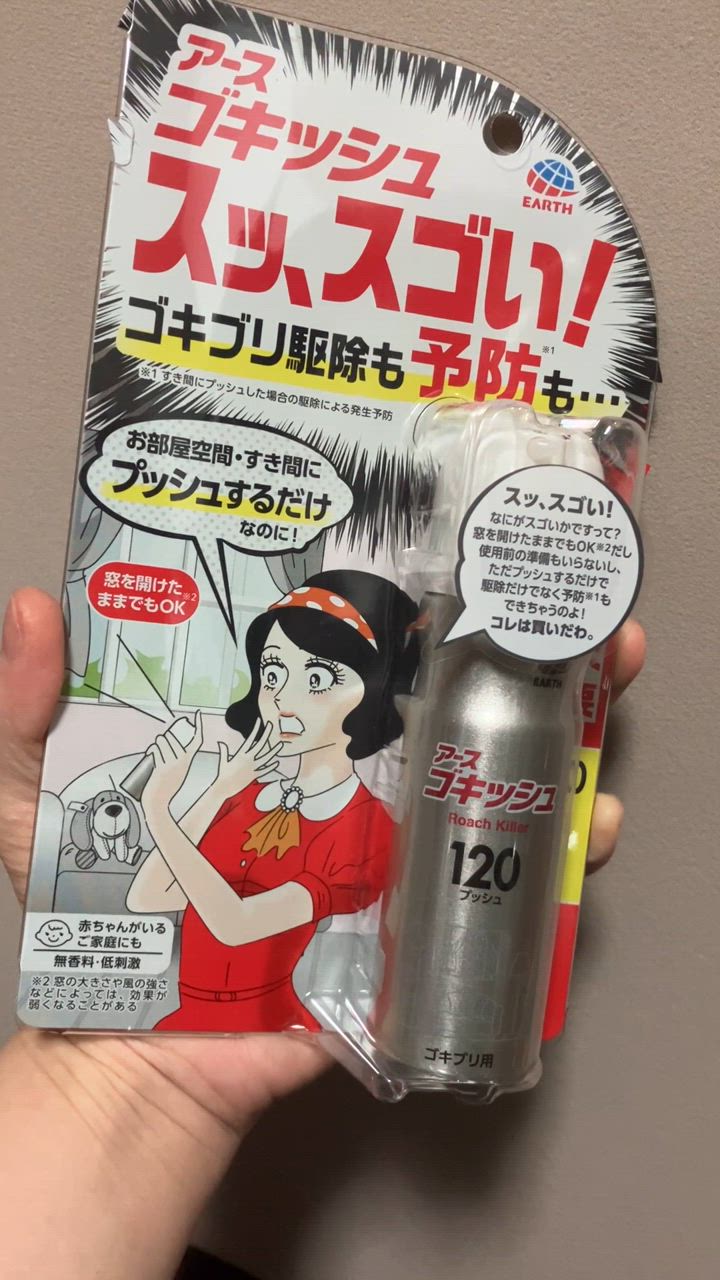 アース
ゴキッシュ
EARTH
スッ、スゴい!
ゴキブリ駆除も予防※1も…
※1 すき間にプッシュした場合の駆除による発生予防
お部屋空間・すき間に
プッシュするだけ
なのに!
窓を開けた
ままでもOK※2
スッ、スゴい!
なにがスゴいかですって?
窓を開けたままでもOK※2だし
使用前の準備もいらないし、
ただプッシュするだけで
駆除だけでなく予防※1も
できちゃうのよ!
コレは買いだわ。
EARTH
アース
ゴキッシュ
Roach Killer
120
プッシュ
ゴキブリ用
赤ちゃんがいる
ご家庭にも
無香料・低刺激
※2 窓の大きさや風の強さ
などによっては、効果が
弱くなることがある